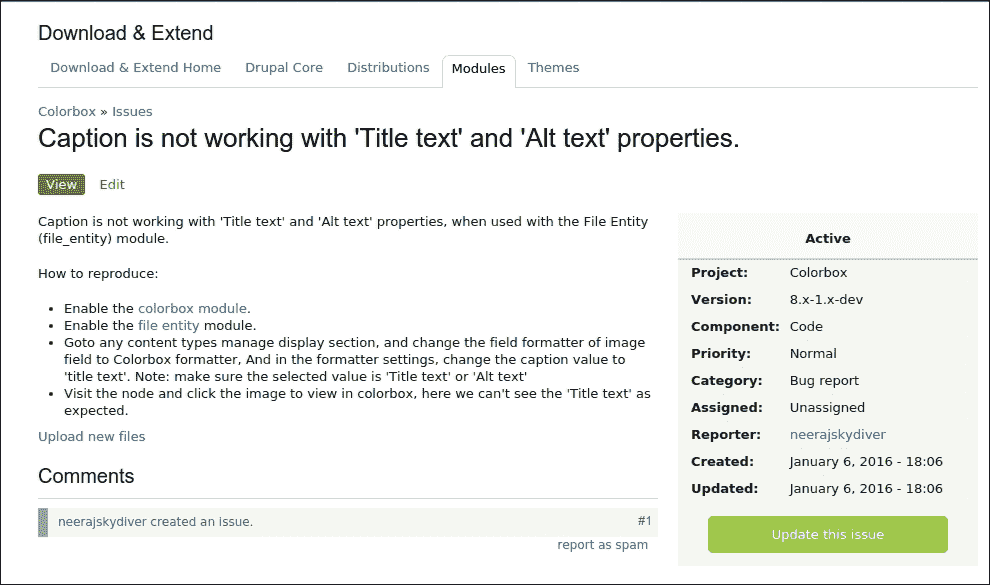 Download & Extend
Download & Extend Home Drupal Core Distributions Modules Themes
Colorbox » Issues
Caption is not working with 'Title text' and 'Alt text' properties.
View Edit
Caption is not working with 'Title text' and 'Alt text' properties, when used with the File Entity
(file_entity) module.
How to reproduce:
• Enable the colorbox module.
• Enable the file entity module.
• Goto any content types manage display section, and change the field formatter of image
field to Colorbox formatter, And in the formatter settings, change the caption value to
'title text'. Note: make sure the selected value is 'Title text' or 'Alt text'
• Visit the node and click the image to view in colorbox, here we can't see the 'Title text' as
expected.
Upload new files
Comments
neerajskydiver created an issue. #1
report as spam
Active
Project: Colorbox
Version: 8.x-1.x-dev
Component: Code
Priority: Normal
Category: Bug report
Assigned: Unassigned
Reporter: neerajskydiver
Created: January 6, 2016 - 18:06
Updated: January 6, 2016 - 18:06
Update this issue